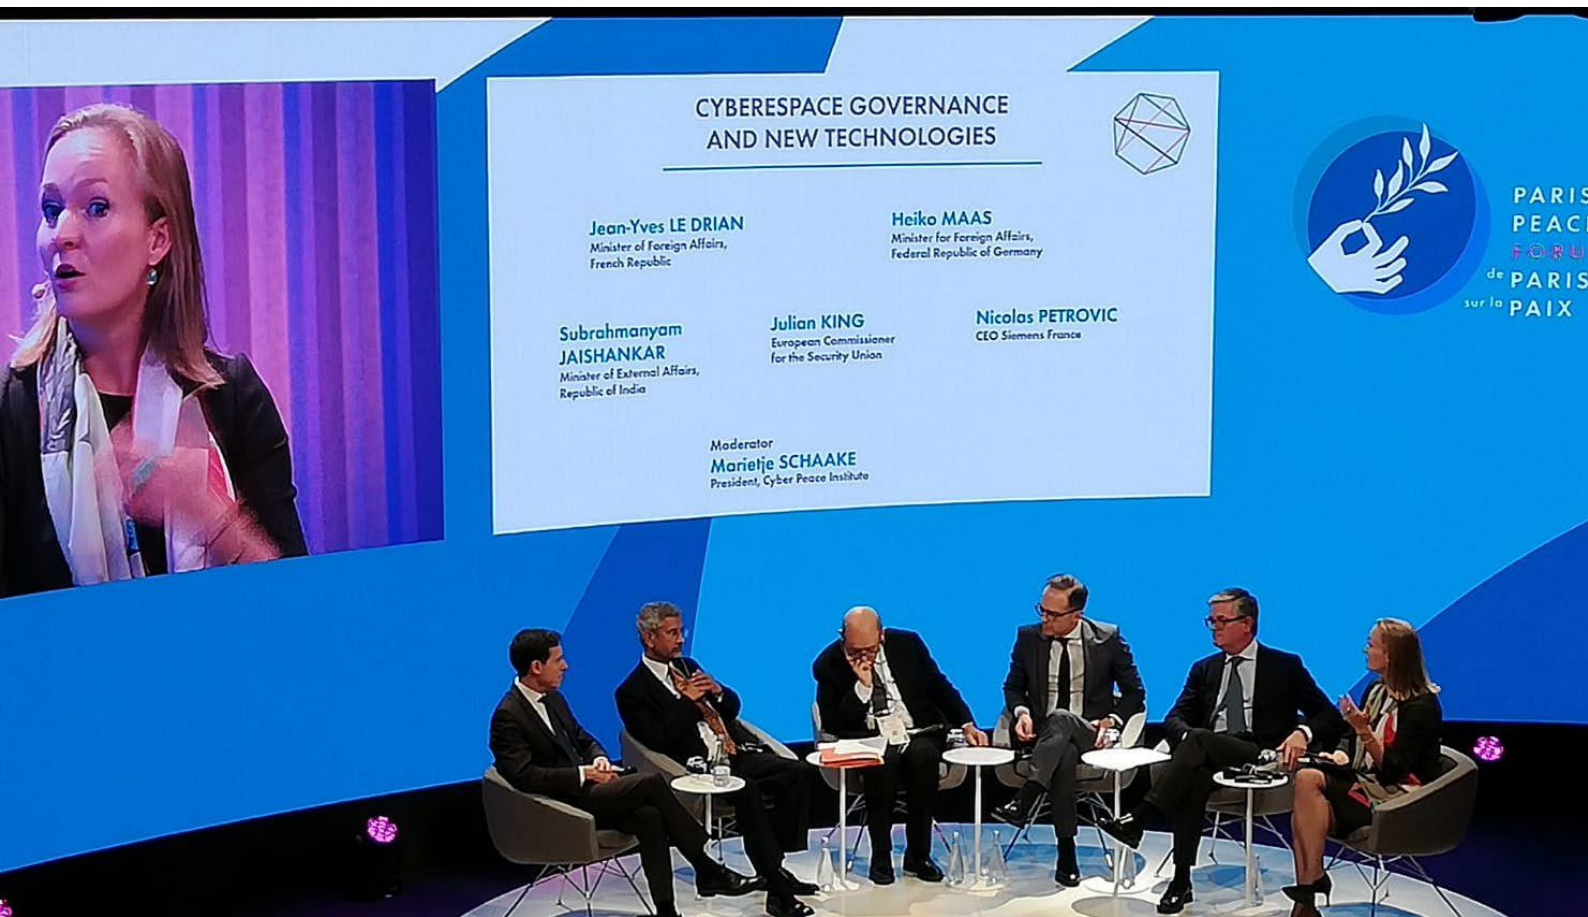 CYBERESPACE GOVERNANCE
AND NEW TECHNOLOGIES
Jean-Yves LE DRIAN
Minister of Foreign Affairs,
French Republic
Heiko MAAS
Minister for Foreign Affairs,
Federal Republic of Germany
Subrahmanyam
JAISHANKAR
Minister of External Affairs,
Republic of India
Julian KING
European Commissioner
for the Security Union
Nicolas PETROVIC
CEO Siemens France
Moderator
Marietje SCHAAKE
President, Cyber Peace Institute
PARIS
PEAC
FORU
de PARIS
sur la PAIX